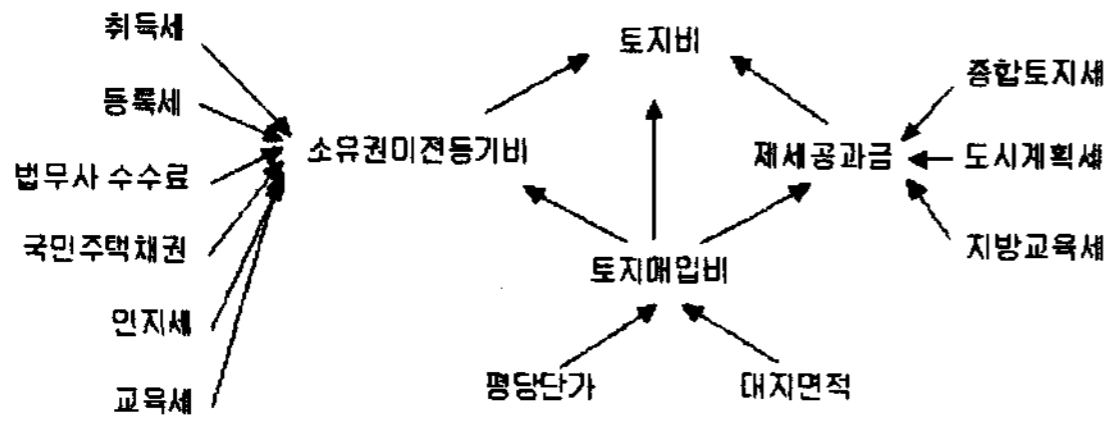 취득세
등록세
법무사 수수료
국민주택채권
인지세
교육세
소유권이전등기비
토지비
토지매입비
평당단가
대지면적
제세공과금
종합토지세
도시계획세
지방교육세